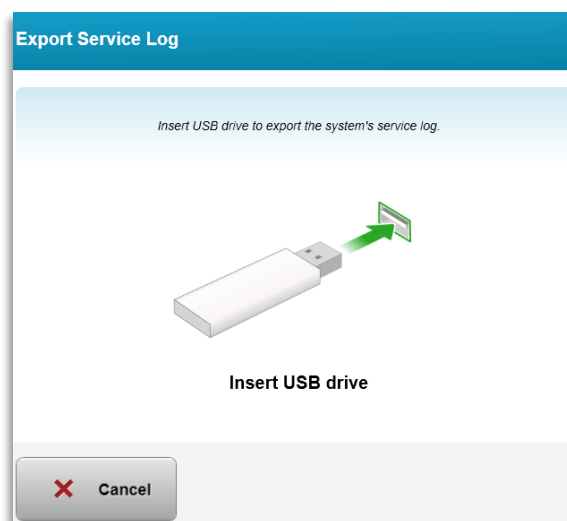 Export Service Log
Insert USB drive to export the system's service log.
Insert USB drive
Cancel